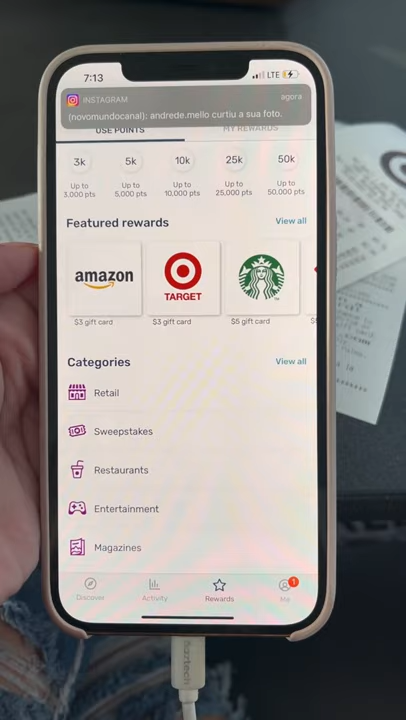 7:13
LTE
INSTAGRAM
agora
(novomundocanal): andrede.mello curtiu a sua foto.
USE POINTS
MY REWARDS
3k
5k
10k
25k
50k
Up to
3,000 pts
Up to
5,000 pts
Up to
10,000 pts
Up to
25,000 pts
Up to
50,000 pts
Featured rewards
View all
amazon
TARGET
$3 gift card
$3 gift card
$5 gift card
Categories
View all
Retail
Sweepstakes
Restaurants
Entertainment
Magazines
1
Discover
Activity
Rewards
Me
baztech